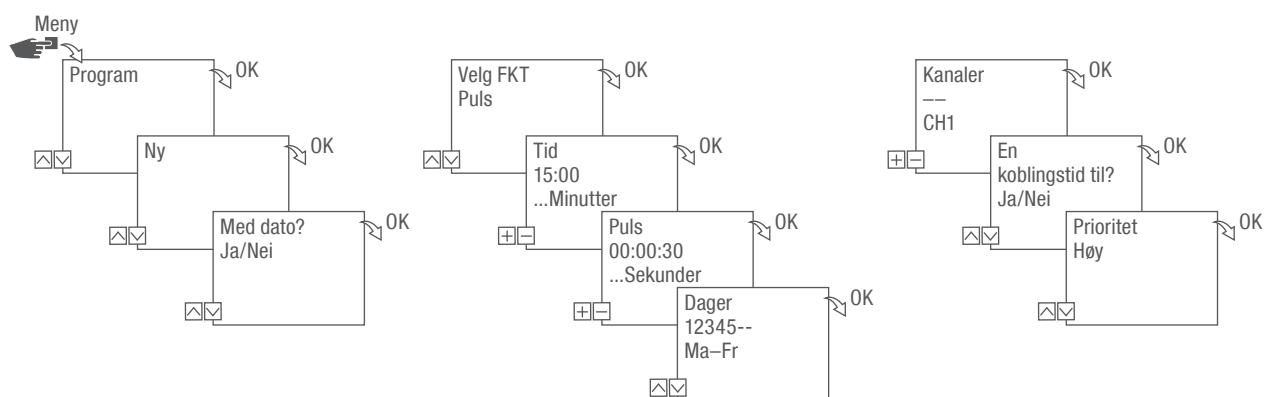 Meny
Program
OK
Ny
OK
Med dato?
Ja/Nei
OK
Velg FKT
Puls
OK
Tid
15:00
...Minutter
OK
Puls
00:00:30
...Sekunder
OK
Dager
12345--
Ma–Fr
OK
Kanaler
––
CH1
OK
En
koblingstid til?
Ja/Nei
OK
Prioritet
Høy
OK